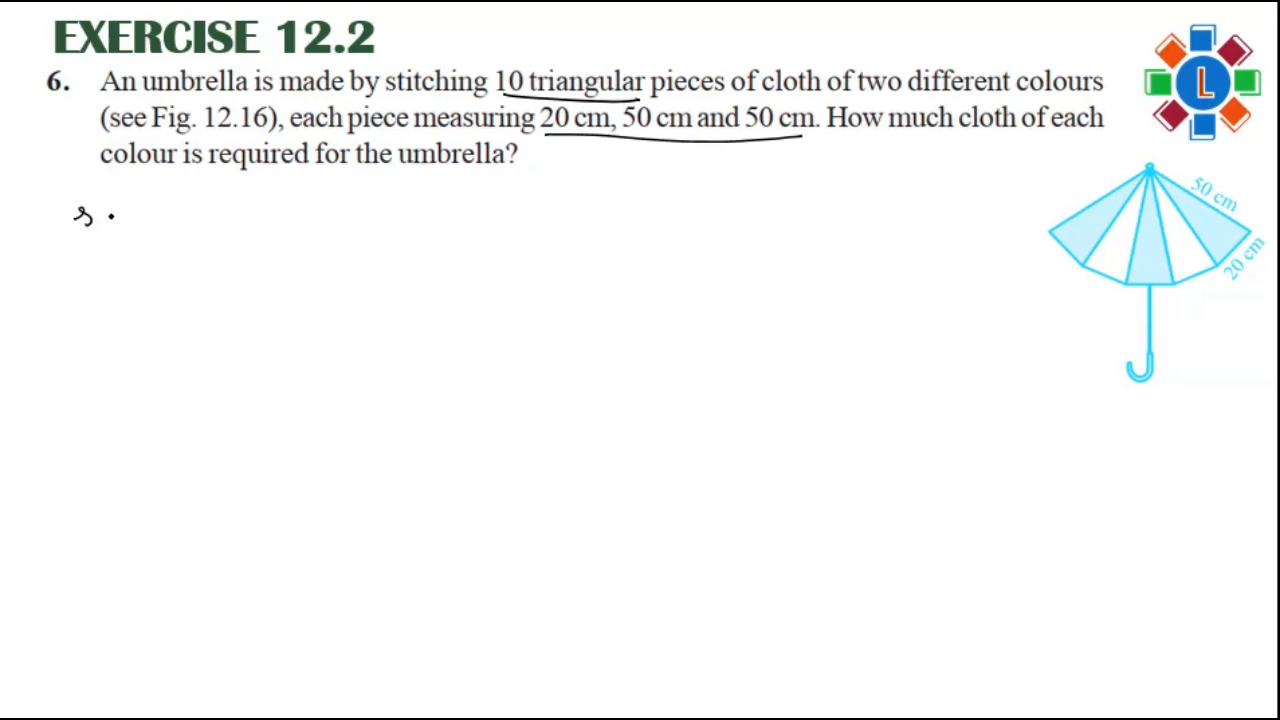 EXERCISE 12.2
L
6. An umbrella is made by stitching 10 triangular pieces of cloth of two different colours
(see Fig. 12.16), each piece measuring 20 cm, 50 cm and 50 cm. How much cloth of each
colour is required for the umbrella?
50 cm
20 cm